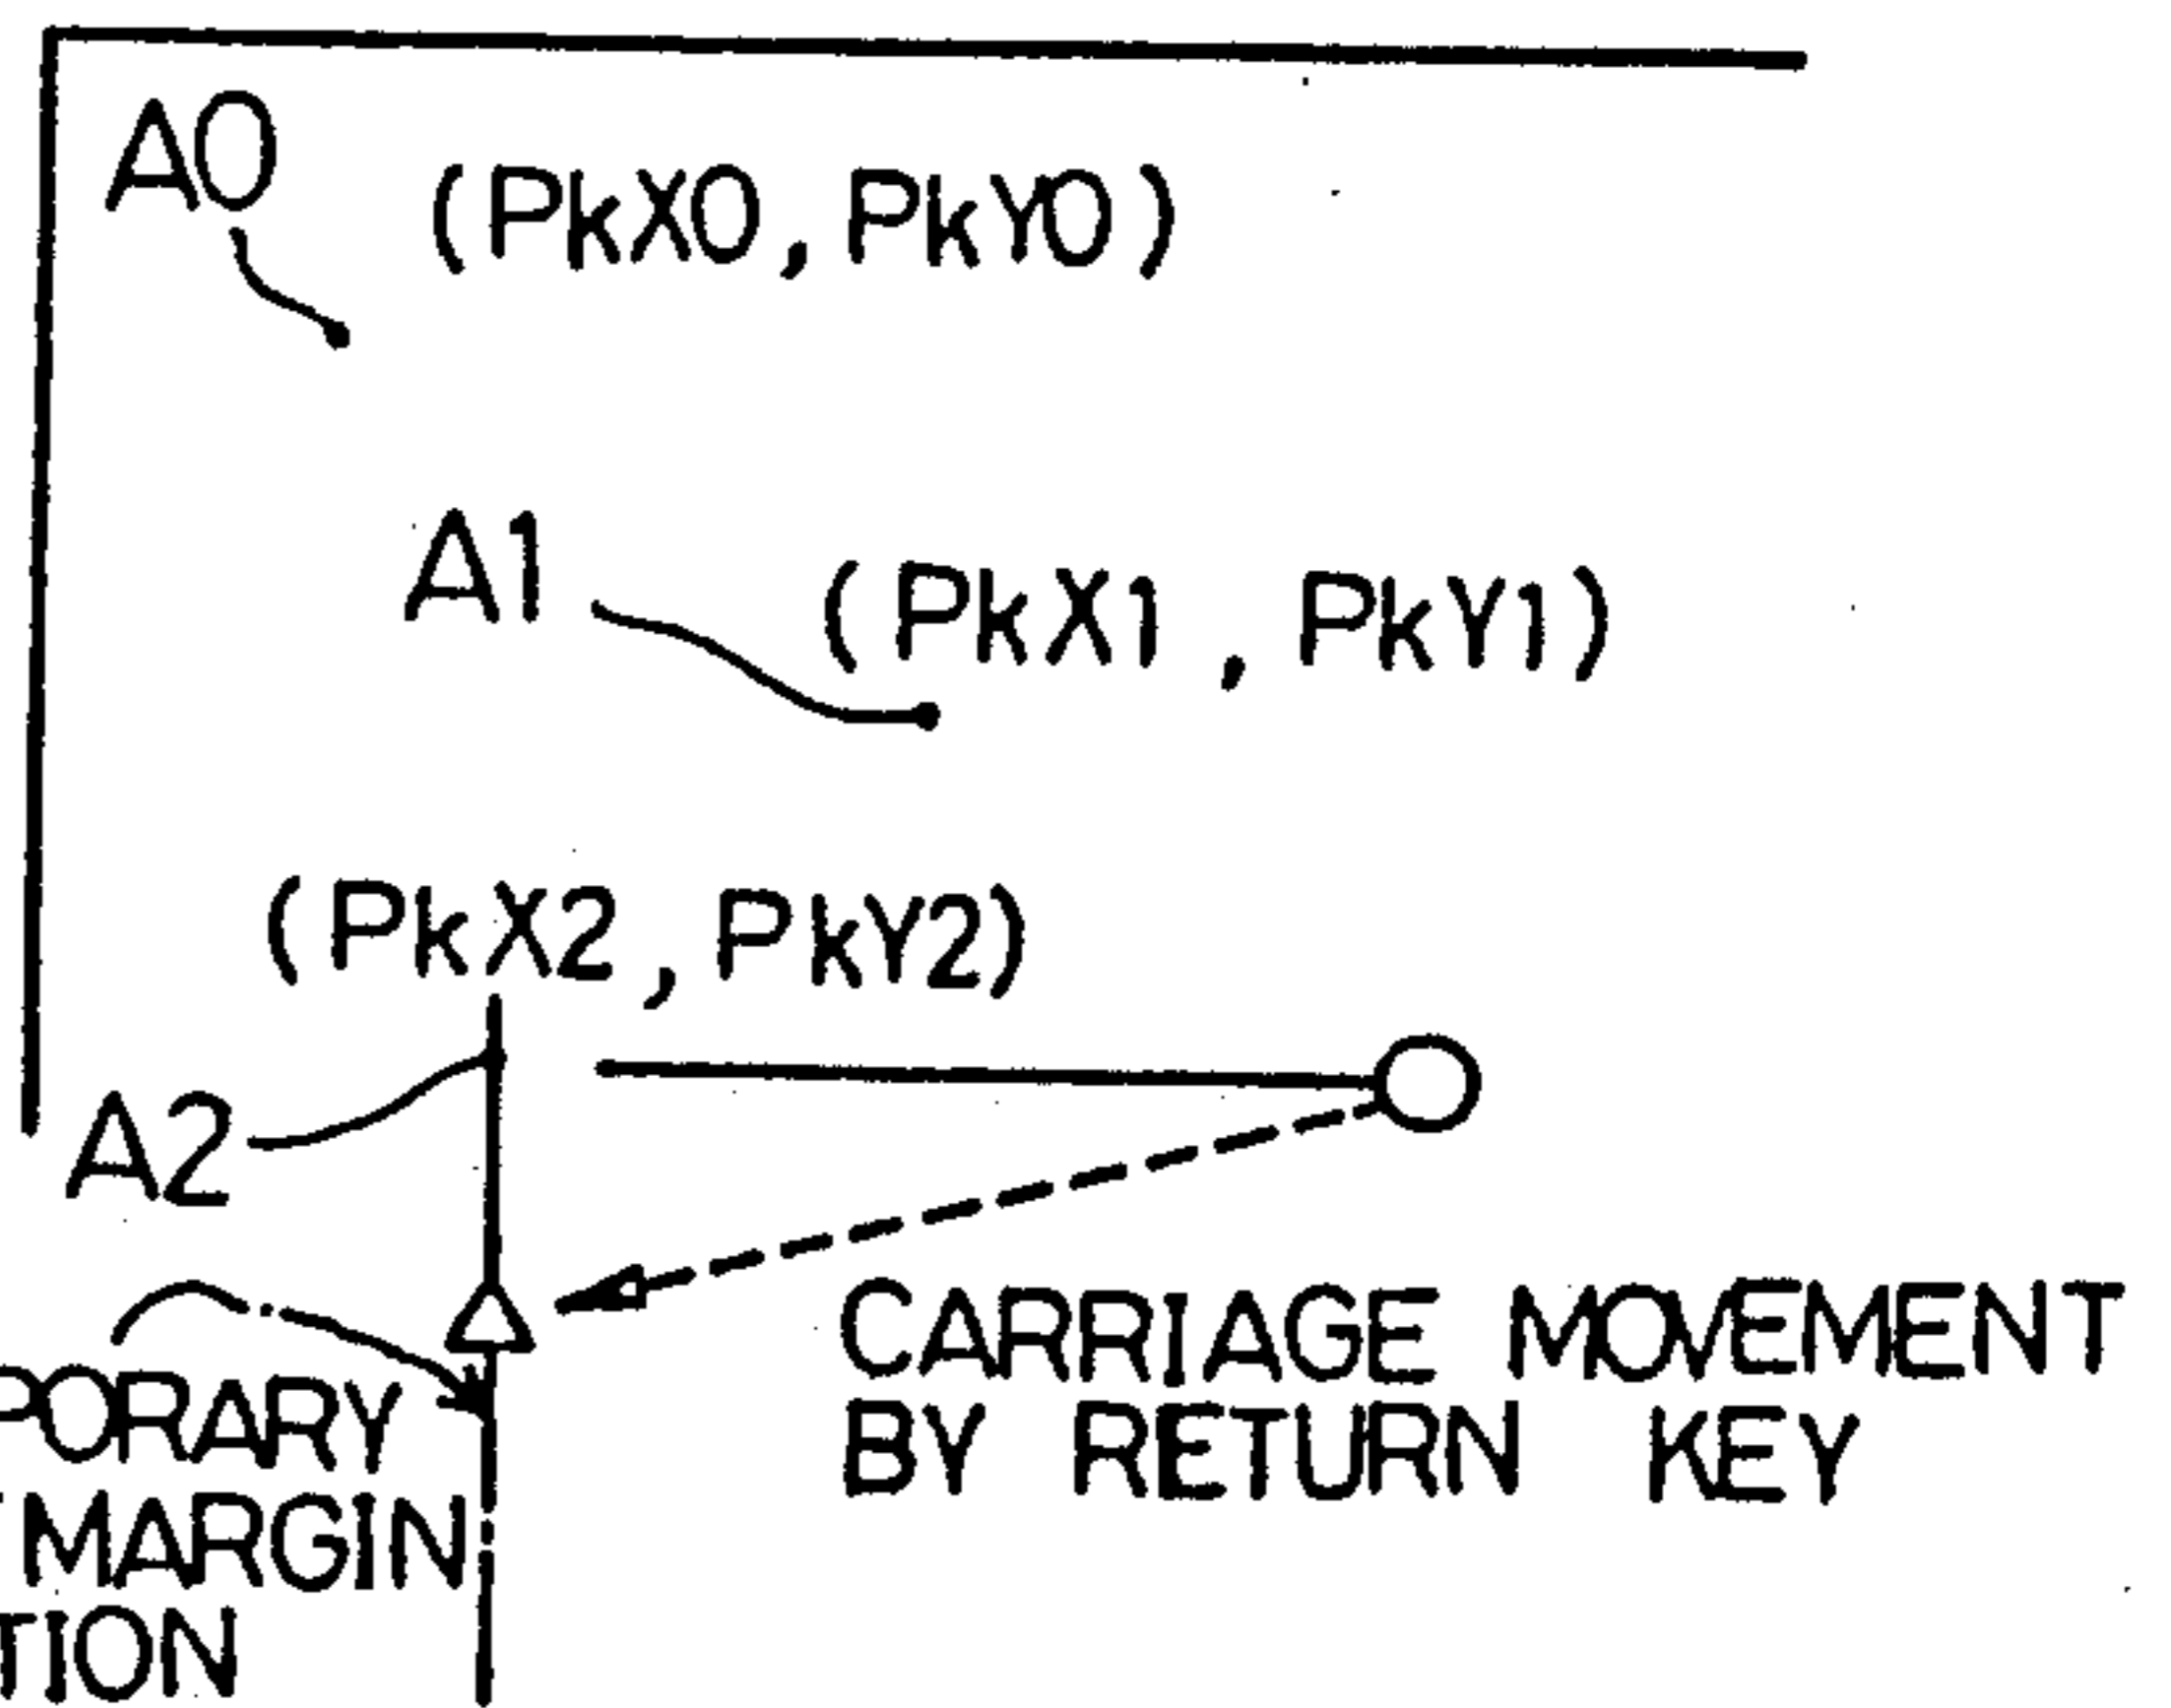 A0
(PkX0, PkY0)
A1
(PkX1, PkY1)
(PkX2, PkY2)
A2
CARRIAGE MOVEMENT
BY RETURN KEY
PORARY
MARGIN
TION